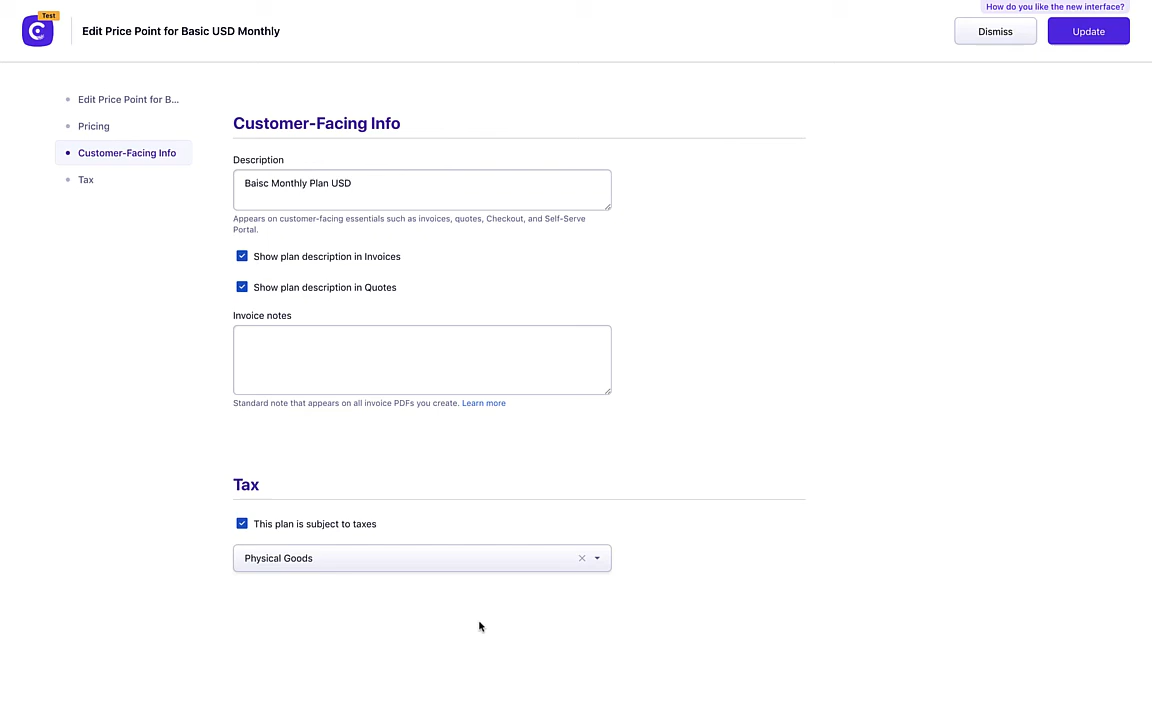 How do you like the new interface?
Test
Edit Price Point for Basic USD Monthly
Dismiss
Update
Edit Price Point for B...
Pricing
Customer-Facing Info
Tax
Customer-Facing Info
Description
Baisc Monthly Plan USD
Appears on customer-facing essentials such as invoices, quotes, Checkout, and Self-Serve
Portal.
Show plan description in Invoices
Show plan description in Quotes
Invoice notes
Standard note that appears on all invoice PDFs you create. Learn more
Tax
This plan is subject to taxes
Physical Goods